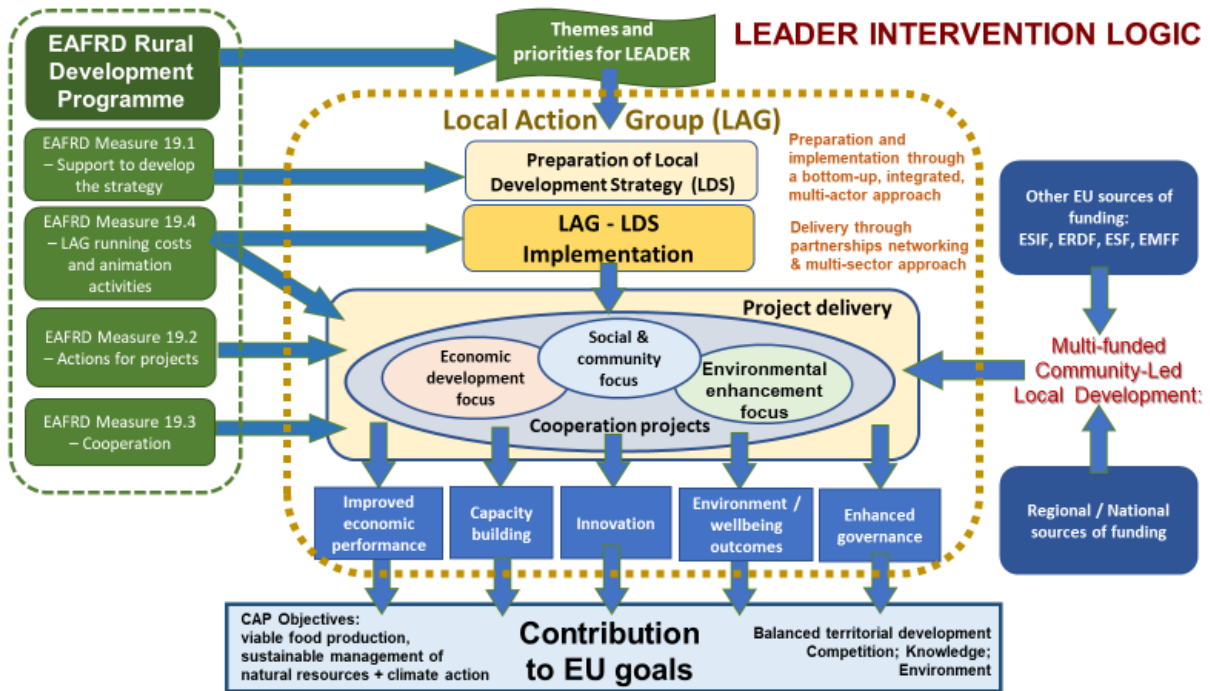 LEADER INTERVENTION LOGIC
EAFRD Rural
Development
Programme
Themes and
priorities for LEADER
EAFRD Measure 19.1
– Support to develop
the strategy
EAFRD Measure 19.4
– LAG running costs
and animation
activities
EAFRD Measure 19.2
– Actions for projects
EAFRD Measure 19.3
– Cooperation
Local Action Group (LAG)
Preparation of Local
Development Strategy (LDS)
LAG - LDS
Implementation
Preparation and
implementation through
a bottom-up, integrated,
multi-actor approach
Delivery through
partnerships networking
& multi-sector approach
Project delivery
Social &
community
focus
Economic
development
focus
Environmental
enhancement
focus
Cooperation projects
Other EU sources of
funding:
ESIF, ERDF, ESF, EMFF
Multi-funded
Community-Led
Local Development:
Regional / National
sources of funding
Improved
economic
performance
Capacity
building
Innovation
Environment /
wellbeing
outcomes
Enhanced
governance
CAP Objectives:
viable food production,
sustainable management of
natural resources + climate action
Contribution
to EU goals
Balanced territorial development
Competition; Knowledge;
Environment